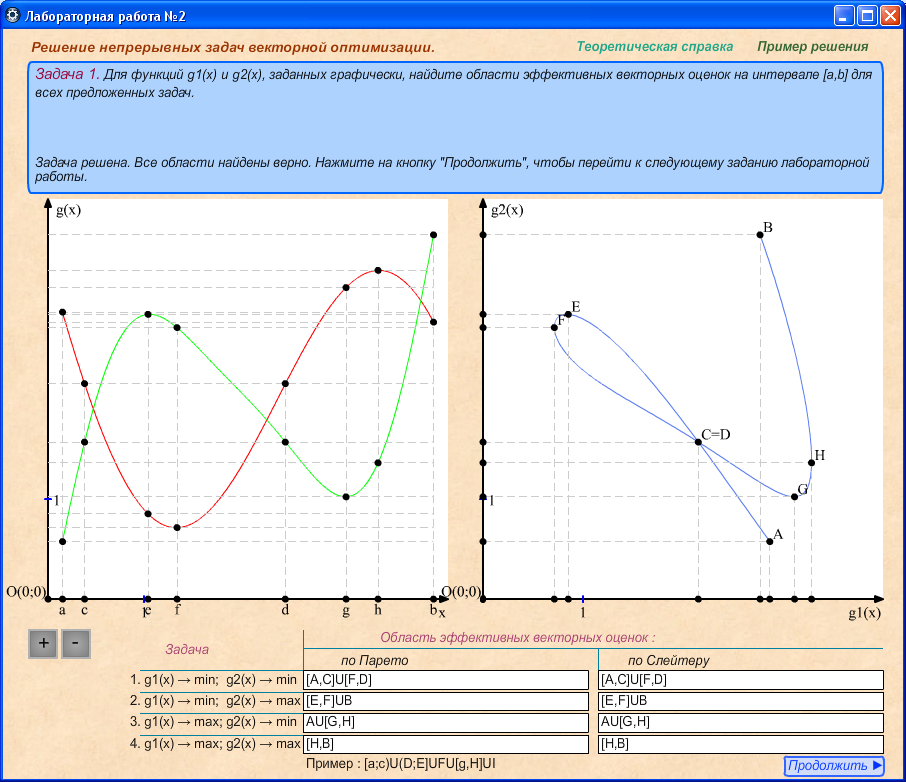 Лабораторная работа №2
Решение непрерывных задач векторной оптимизации.
Теоретическая справка
Пример решения
Задача 1. Для функций g1(x) и g2(x), заданных графически, найдите области эффективных векторных оценок на интервале [a,b] для
всех предложенных задач.
Задача решена. Все области найдены верно. Нажмите на кнопку "Продолжить", чтобы перейти к следующему заданию лабораторной
работы.
g(x)
1
O(0;0)
a c 1 e f d g h b x
g2(x)
B
E
F
C=D
H
G
1
A
O(0;0)
1
g1(x)
+ -
Задача
Область эффективных векторных оценок :
по Парето
по Слейтеру
1. g1(x) → min; g2(x) → min [A,C]U[F,D] [A,C]U[F,D]
2. g1(x) → min; g2(x) → max [E,F]UB [E,F]UB
3. g1(x) → max; g2(x) → min AU[G,H] AU[G,H]
4. g1(x) → max; g2(x) → max [H,B] [H,B]
Пример : [a;c)U(D;E]UFU[g,H]UI
Продолжить ►